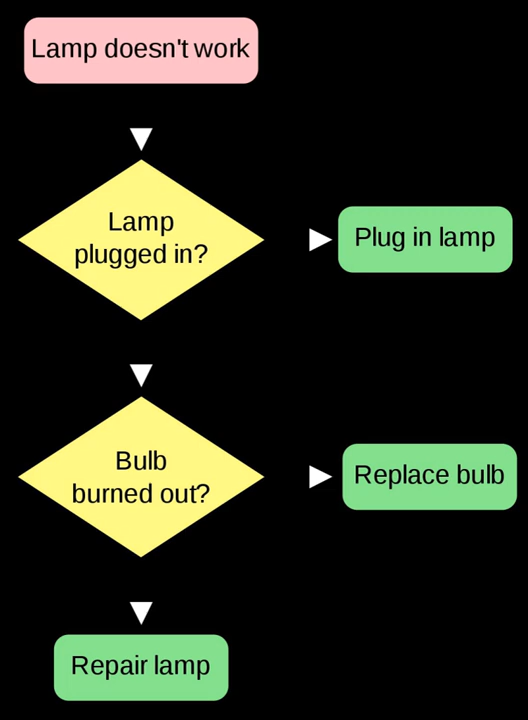 Lamp doesn't work
Lamp
plugged in?
Plug in lamp
Bulb
burned out?
Replace bulb
Repair lamp